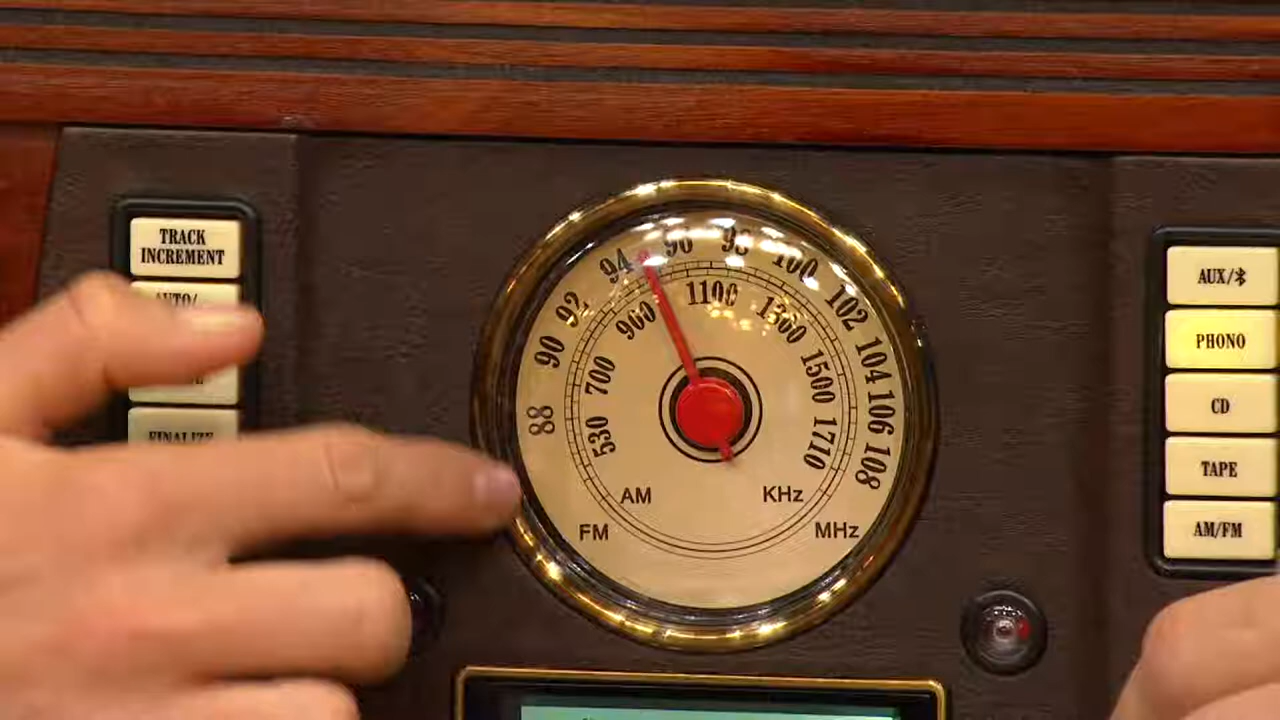 TRACK
INCREMENT
AUTO/
FINALIZE
88 90 92 94 96 98 100 102 104 106 108
530 700 900 1100 1300 1500 1710
AM KHz
FM MHz
AUX/
PHONO
CD
TAPE
AM/FM